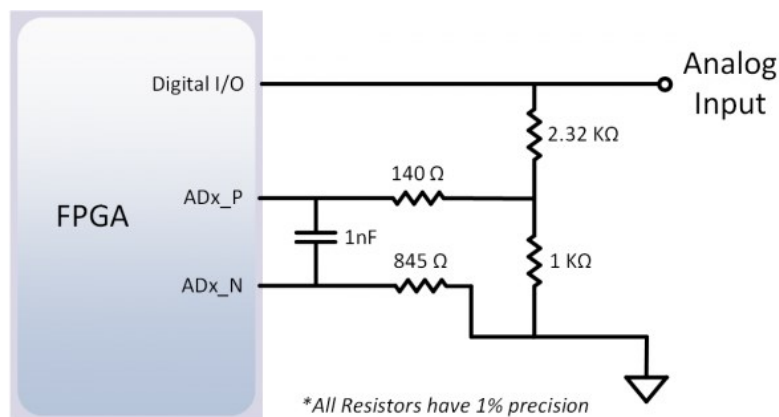 Digital I/O
Analog
Input
2.32 KΩ
140 Ω
ADx_P
FPGA
1nF
845 Ω
1 KΩ
ADx_N
*All Resistors have 1% precision